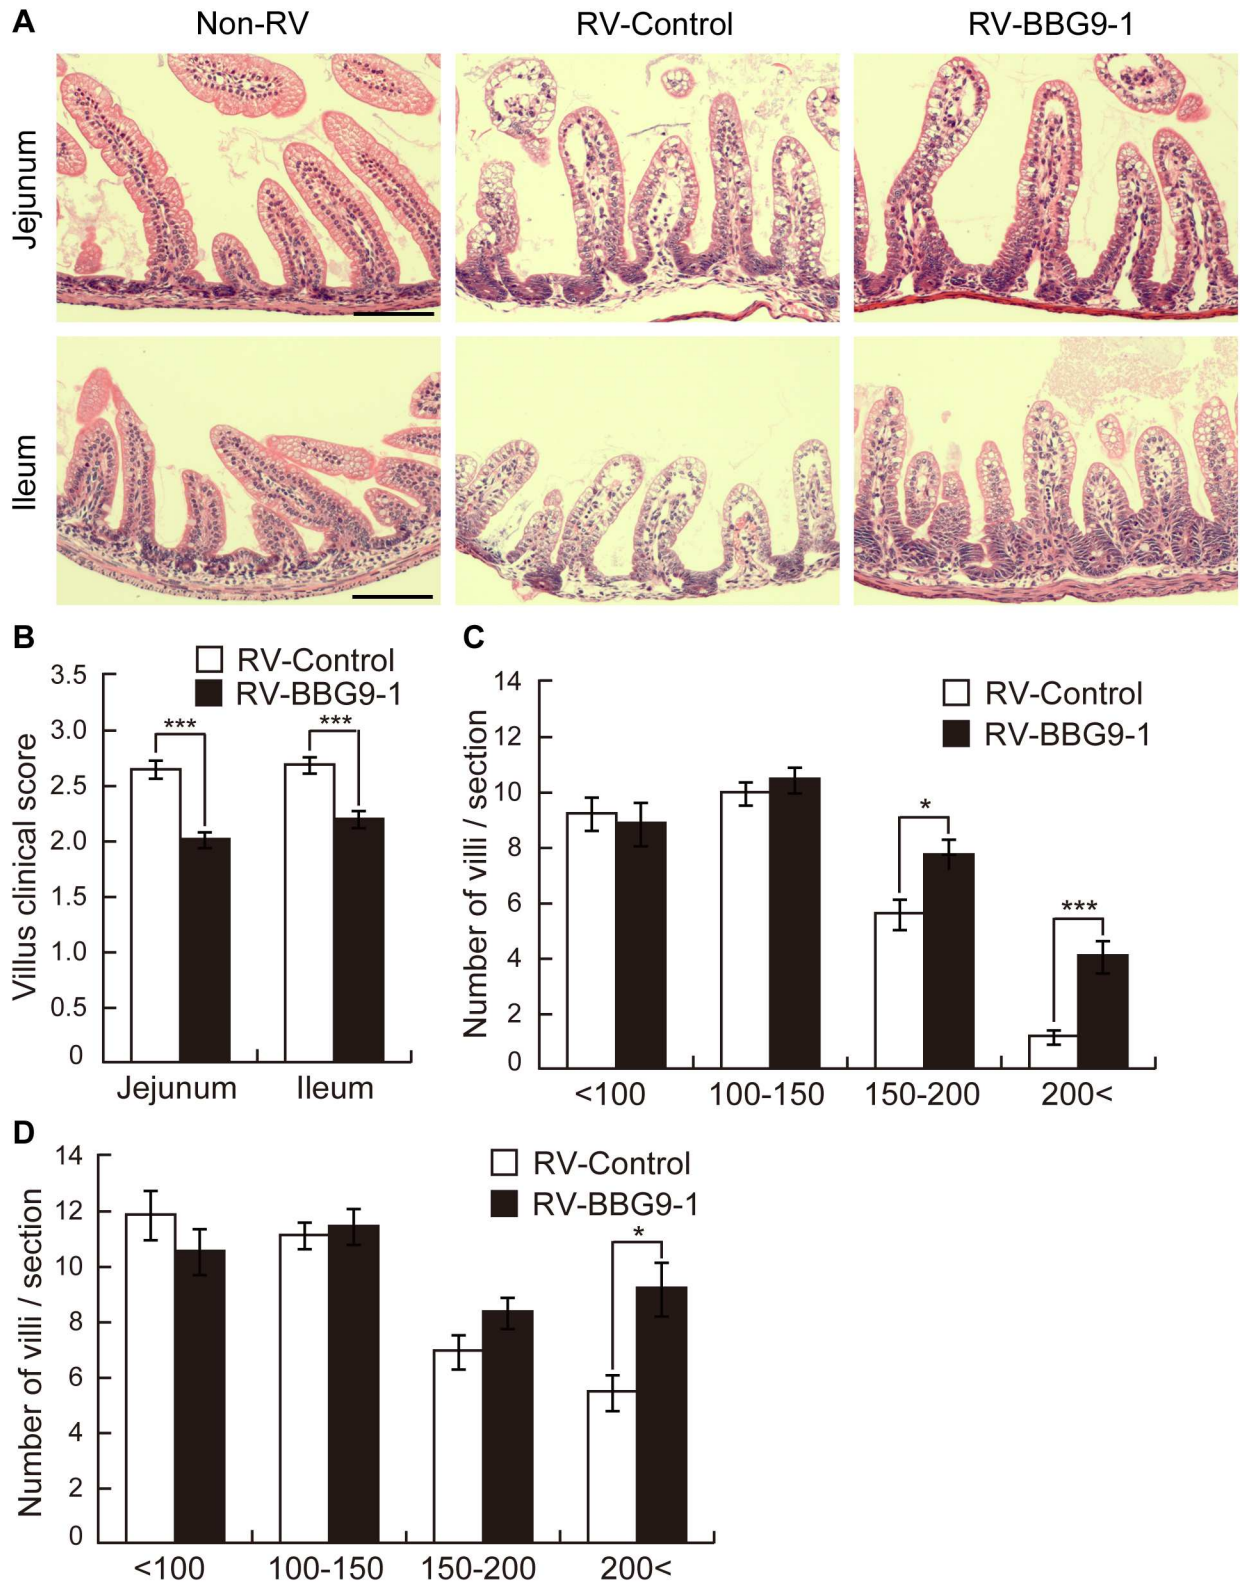 A
Non-RV
RV-Control
RV-BBG9-1
Jejunum
Ileum
B
RV-Control
RV-BBG9-1
Villus clinical score
3.5
3.0
2.5
2.0
1.5
1.0
0.5
0
***
***
Jejunum
Ileum
C
RV-Control
RV-BBG9-1
Number of villi / section
14
12
10
8
6
4
2
0
*
***
<100
100-150
150-200
200<
D
RV-Control
RV-BBG9-1
Number of villi / section
14
12
10
8
6
4
2
0
*
<100
100-150
150-200
200<